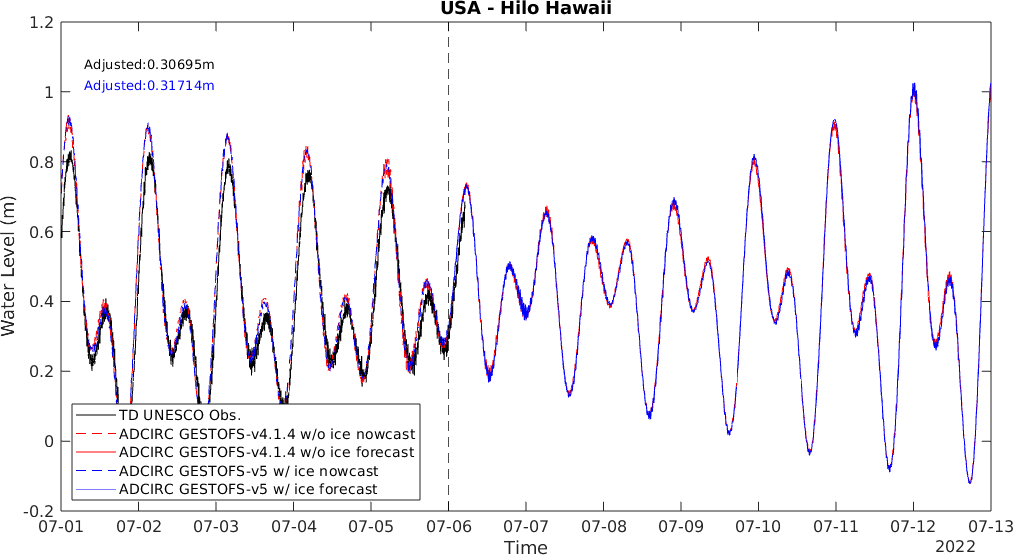 USA - Hilo Hawaii
1.2
1
0.8
0.6
0.4
0.2
0
-0.2
Water Level (m)
Adjusted:0.30695m
Adjusted:0.31714m
TD UNESCO Obs.
ADCIRC GESTOFS-v4.1.4 w/o ice nowcast
ADCIRC GESTOFS-v4.1.4 w/o ice forecast
ADCIRC GESTOFS-v5 w/ ice nowcast
ADCIRC GESTOFS-v5 w/ ice forecast
07-01 07-02 07-03 07-04 07-05 07-06 07-07 07-08 07-09 07-10 07-11 07-12 07-13
Time
2022